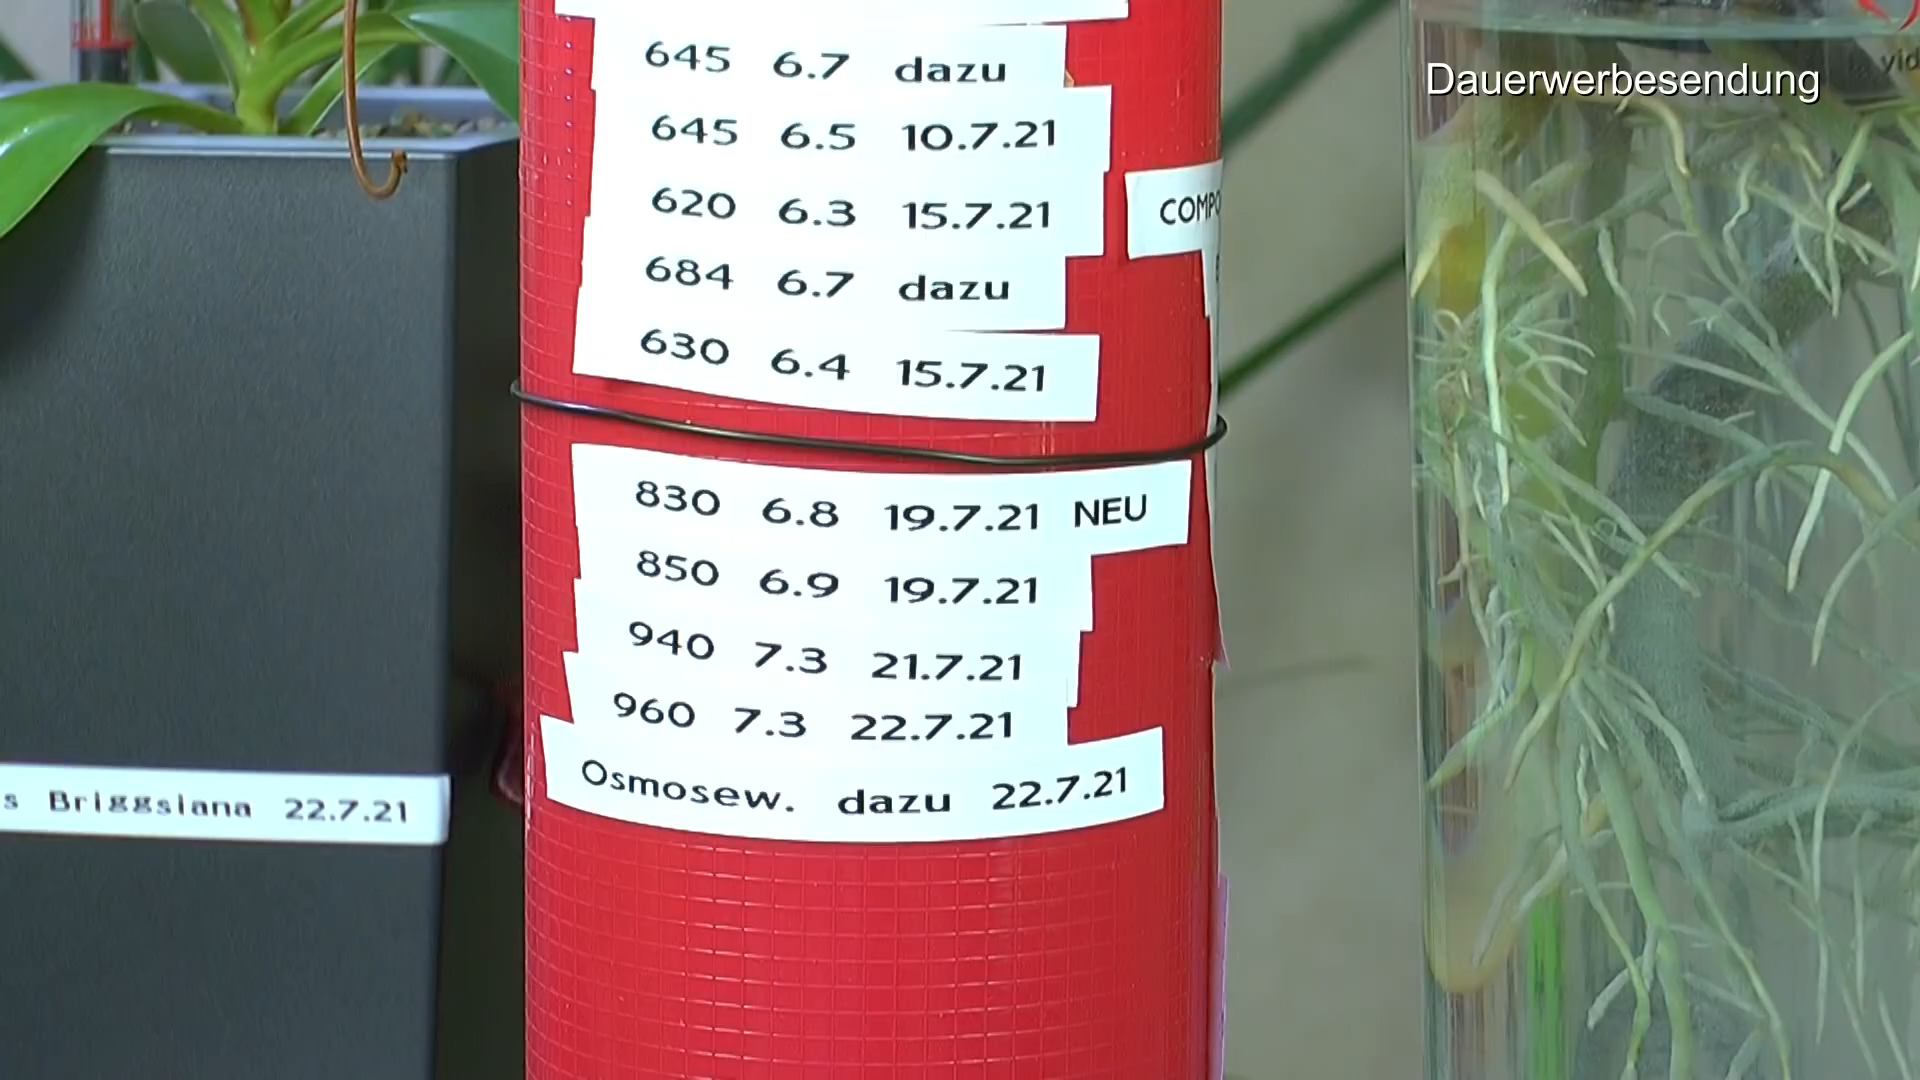 645 6.7 dazu
645 6.5 10.7.21
620 6.3 15.7.21
684 6.7 dazu
630 6.4 15.7.21
830 6.8 19.7.21 NEU
850 6.9 19.7.21
940 7.3 21.7.21
960 7.3 22.7.21
Osmosew. dazu 22.7.21
COMPO
s Briggsiana 22.7.21
Dauerwerbesendung
yid